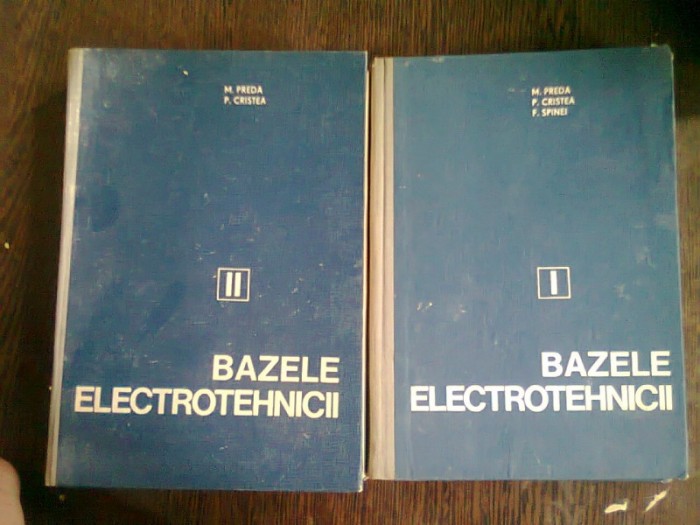 M. PREDA
P. CRISTEA
II
BAZELE
ELECTROTEHNICII
M. PREDA
P. CRISTEA
F. SPINEI
I
BAZELE
ELECTROTEHNICII